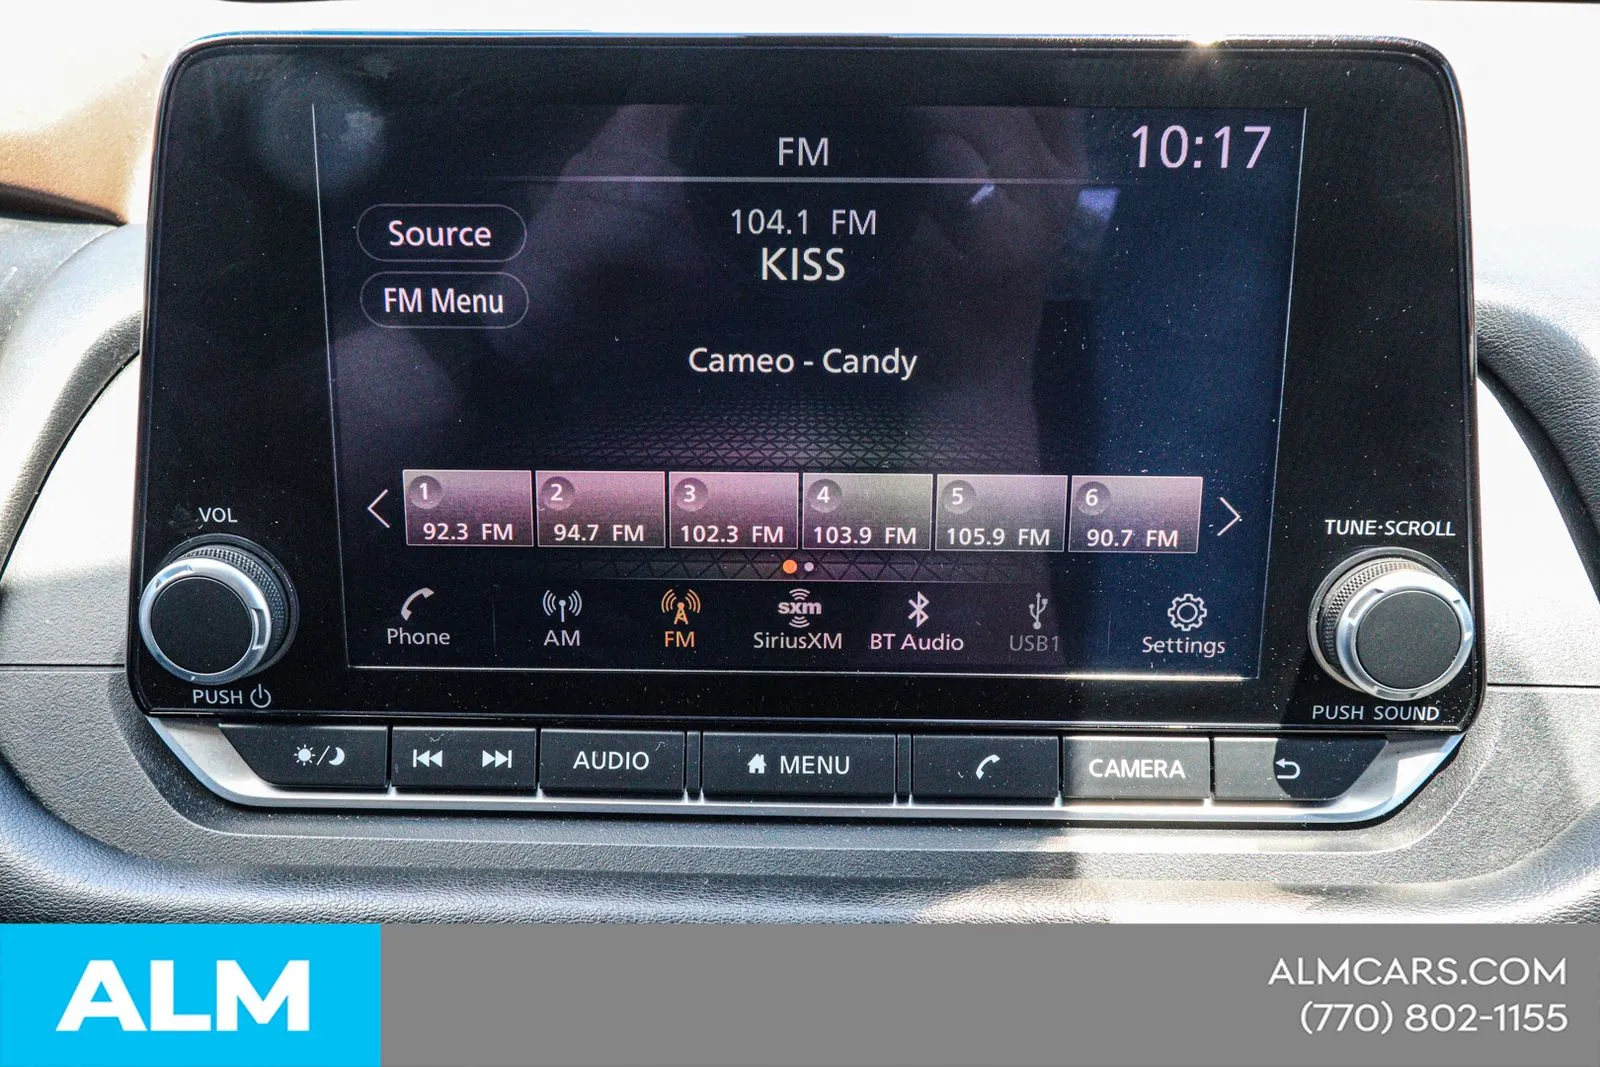 FM
10:17
Source
104.1 FM
KISS
FM Menu
Cameo - Candy
1
92.3 FM
2
94.7 FM
3
102.3 FM
4
103.9 FM
5
105.9 FM
6
90.7 FM
VOL
TUNE·SCROLL
Phone
AM
FM
sxm
SiriusXM
BT Audio
USB1
Settings
PUSH
PUSH SOUND
AUDIO
MENU
CAMERA
ALM
ALMCARS.COM
(770) 802-1155